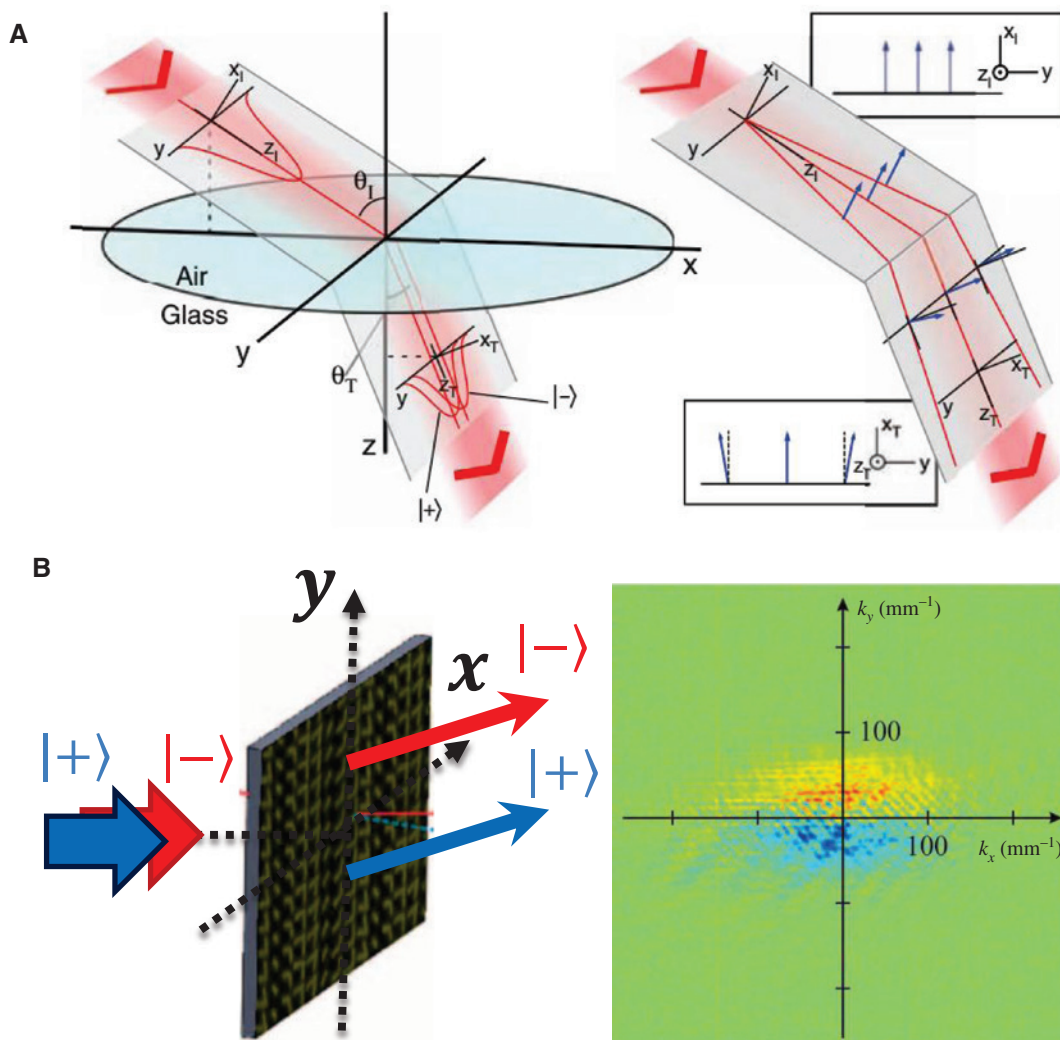 A
x_I
y
z_I
θ_I
Air
Glass
x
y
θ_T
x_T
z_T
y
z
|−⟩
|+⟩
x_I
y
z_I
x_I
z_I
y
x_T
y
z_T
x_T
z_T
y
B
y
x
|−⟩
|+⟩
|+⟩ |−⟩
k_y (mm⁻¹)
100
100
k_x (mm⁻¹)